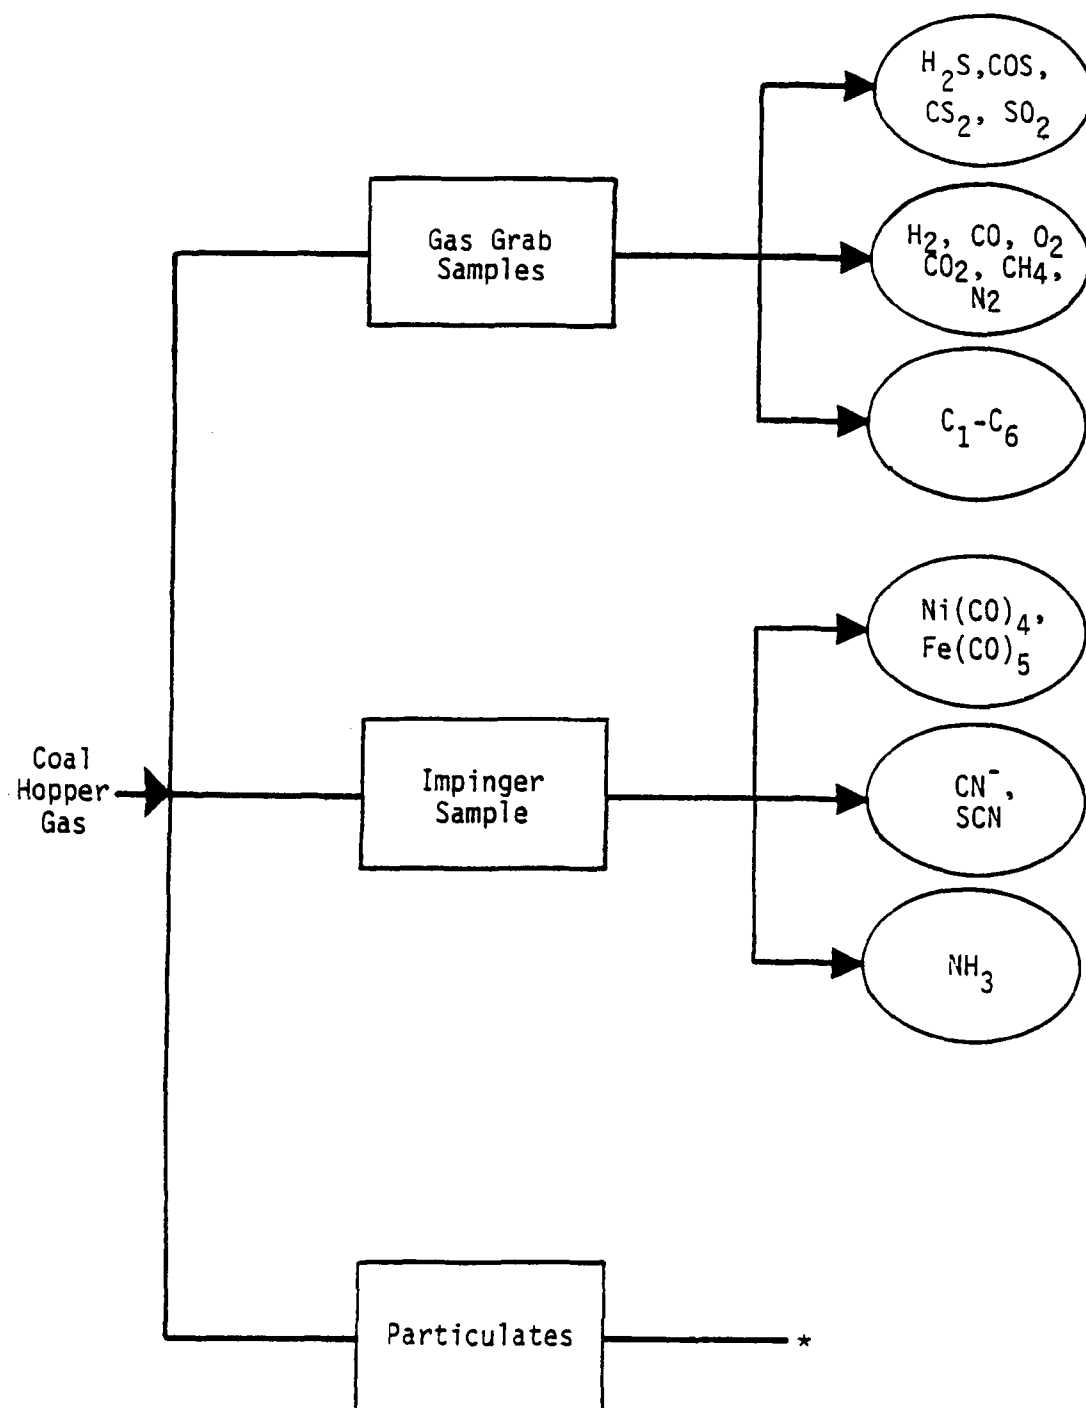 H2S,COS,
CS2, SO2
Gas Grab
Samples
H2, CO, O2
CO2, CH4,
N2
C1-C6
Ni(CO)4,
Fe(CO)5
Coal
Hopper
Gas
Impinger
Sample
CN-,
SCN
NH3
Particulates
*